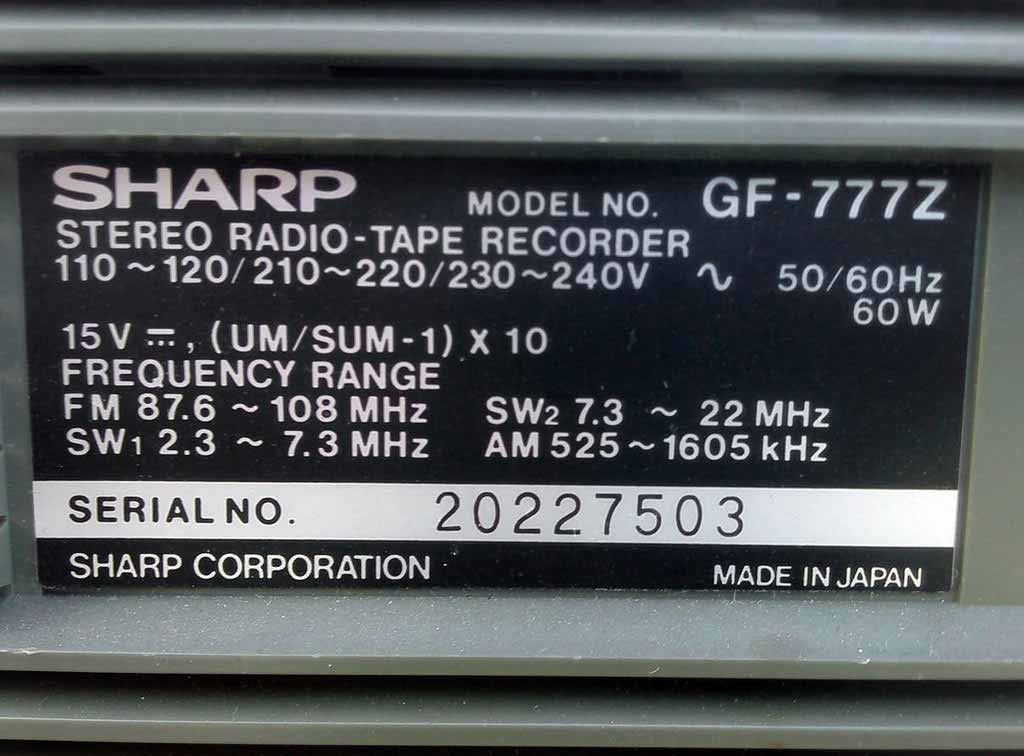 SHARP MODEL NO. GF-777Z
STEREO RADIO-TAPE RECORDER
110~120/210~220/230~240V ∿ 50/60Hz
60W
15V ⎓, (UM/SUM-1) X 10
FREQUENCY RANGE
FM 87.6 ~ 108 MHz SW2 7.3 ~ 22 MHz
SW1 2.3 ~ 7.3 MHz AM 525~1605 kHz
SERIAL NO. 20227503
SHARP CORPORATION MADE IN JAPAN